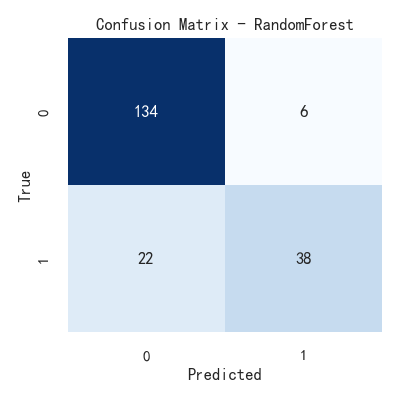 Confusion Matrix - RandomForest
True
0
134
6
1
22
38
0
1
Predicted